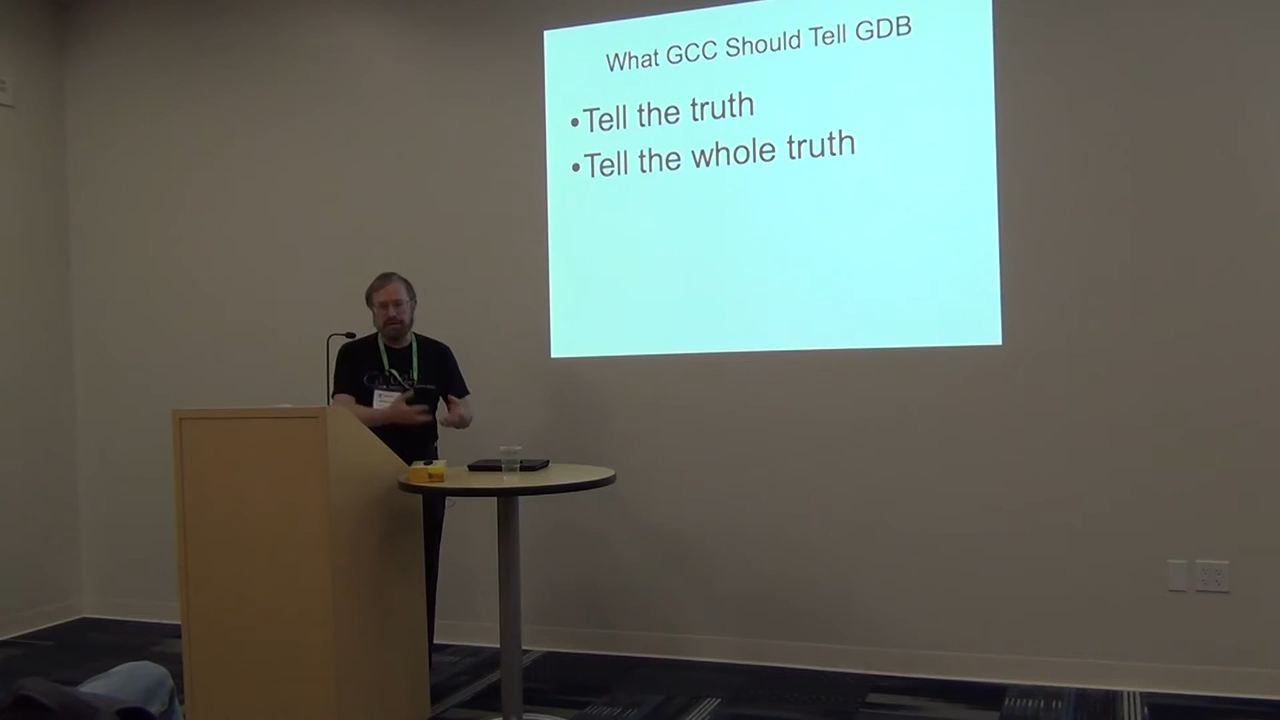 What GCC Should Tell GDB
•Tell the truth
•Tell the whole truth